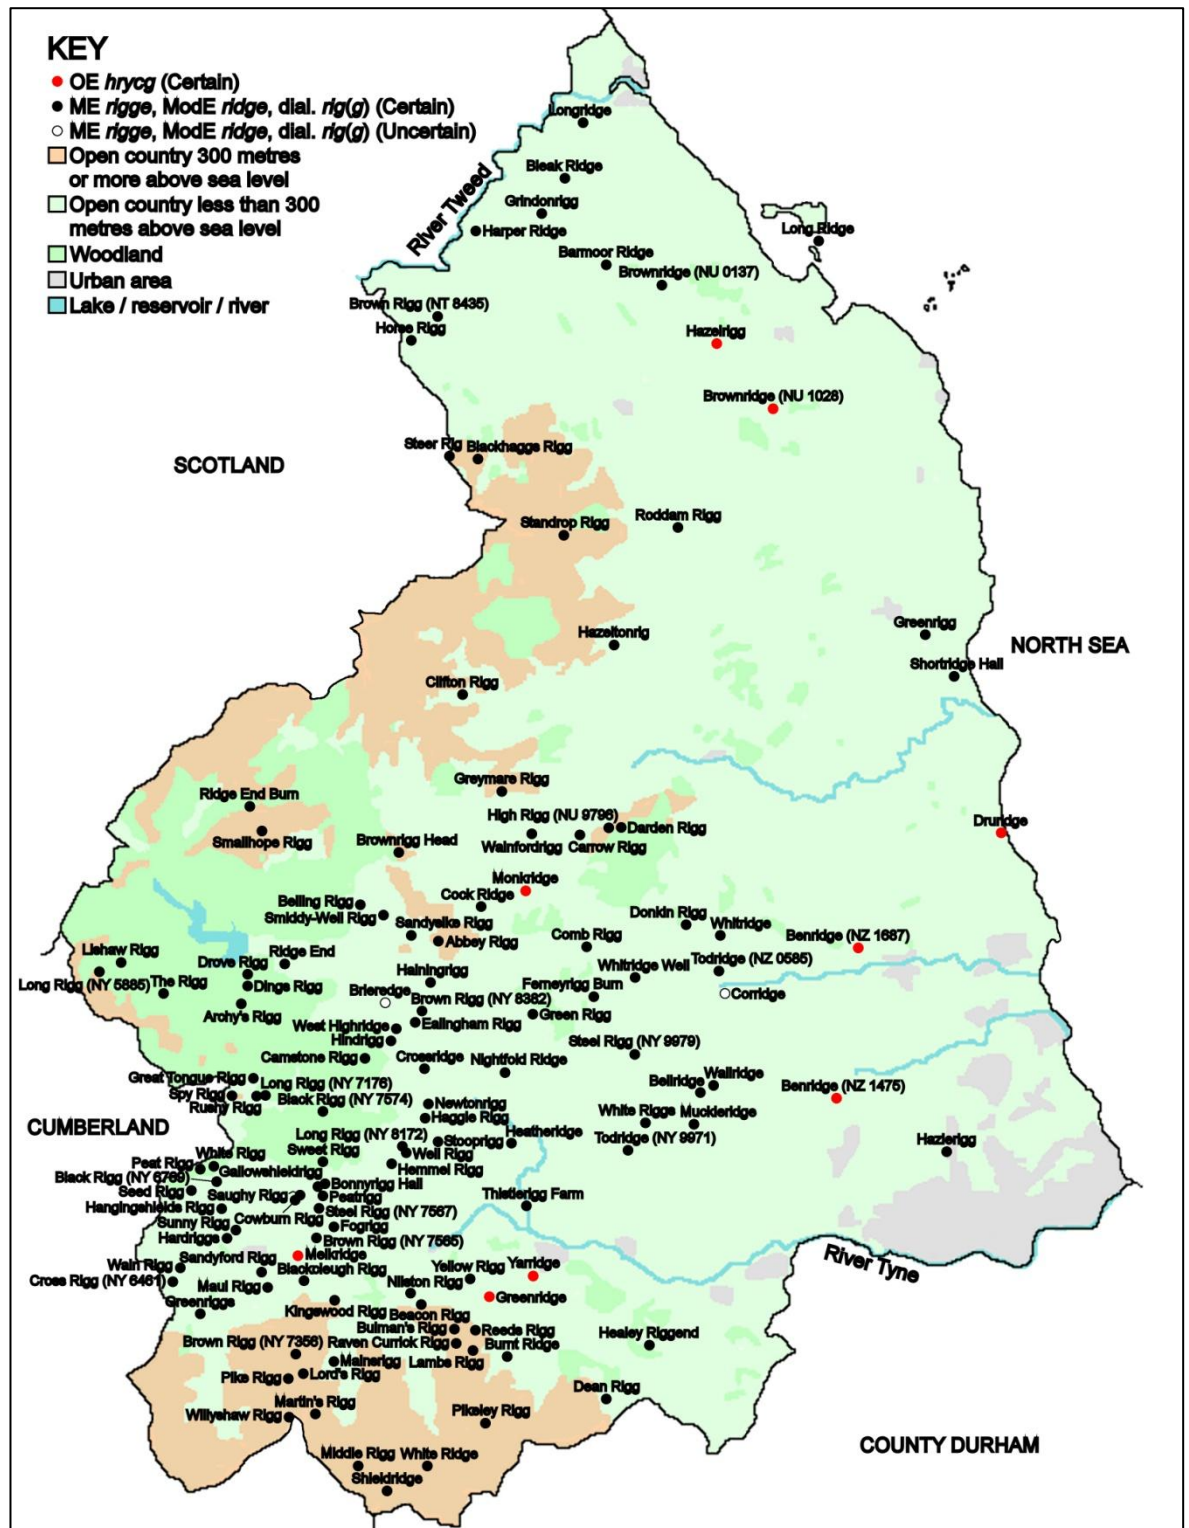 KEY
OE hrycg (Certain)
ME rigge, ModE ridge, dial. rig(g) (Certain)
ME rigge, ModE ridge, dial. rig(g) (Uncertain)
Open country 300 metres
or more above sea level
Open country less than 300
metres above sea level
Woodland
Urban area
Lake / reservoir / river
Longridge
Bleak Ridge
River Tweed
Grindonrigg
Harper Ridge
Long Ridge
Barmoor Ridge
Brownridge (NU 0137)
Brown Rigg (NT 8435)
Horse Rigg
Hazelrigg
Brownridge (NU 1028)
Steer Rig
Blackhaggs Rigg
SCOTLAND
Standrop Rigg
Roddam Rigg
Hazeltonrig
Greenrigg
NORTH SEA
Shortridge Hall
Clifton Rigg
Greymare Rigg
Ridge End Burn
High Rigg (NU 9796)
Darden Rigg
Druridge
Smallhope Rigg
Brownrigg Head
Wainfordrigg
Carrow Rigg
Monkridge
Belling Rigg
Cook Ridge
Smiddy-Well Rigg
Donkin Rigg
Sandysike Rigg
Whitridge
Abbey Rigg
Comb Rigg
Benridge (NZ 1687)
Lishaw Rigg
Ridge End
Drove Rigg
Todridge (NZ 0585)
Long Rigg (NY 5885)
The Rigg
Dings Rigg
Hainingrigg
Whitridge Well
Brieredge
Ferneyrigg Burn
Corridge
Archy's Rigg
Brown Rigg (NY 8382)
Green Rigg
West Highridge
Ealingham Rigg
Hindrigg
Steel Rigg (NY 9979)
Camstone Rigg
Crossridge
Nightfold Ridge
Great Tongue Rigg
Long Rigg (NY 7176)
Bellridge
Wallridge
Benridge (NZ 1475)
Spy Rigg
Rushy Rigg
Black Rigg (NY 7574)
Newtonrigg
Haggle Rigg
White Riggs
Muckleridge
CUMBERLAND
Long Rigg (NY 8172)
Stooprigg
Heatheridge
Todridge (NY 9971)
Hazlerigg
White Rigg
Sweet Rigg
Well Rigg
Peat Rigg
Gallowshieldrigg
Hemmel Rigg
Black Rigg (NY 6769)
Bonnyrigg Hall
Seed Rigg
Saughy Rigg
Peatrigg
Thistlerigg Farm
Hangingshields Rigg
Cowburn Rigg
Steel Rigg (NY 7567)
Sunny Rigg
Fogrigg
Hardriggs
Brown Rigg (NY 7565)
Wain Rigg
Sandyford Rigg
Melkridge
River Tyne
Blackcleugh Rigg
Yellow Rigg
Yarridge
Cross Rigg (NY 6461)
Maul Rigg
Nilston Rigg
Greenridge
Greenriggs
Kingswood Rigg
Beacon Rigg
Bulman's Rigg
Reeds Rigg
Healey Riggend
Brown Rigg (NY 7356)
Raven Currick Rigg
Burnt Ridge
Mainerigg
Lambs Rigg
Pike Rigg
Lord's Rigg
Dean Rigg
Martin's Rigg
Willyshaw Rigg
Pikeley Rigg
Middle Rigg
White Ridge
COUNTY DURHAM
Shieldridge